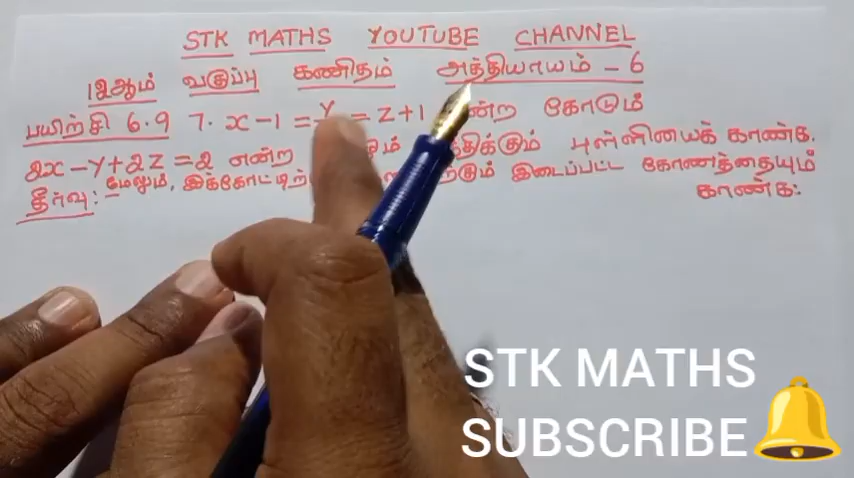 STK MATHS YOUTUBE CHANNEL
12ஆம் வகுப்பு கணிதம் அத்தியாயம் - 6
பயிற்சி 6.9 7. x-1 = y = z+1 என்ற கோடும்
2x-y+2z=2 என்ற புள்ளியைக் காண்க.
மேலும், இடைப்பட்ட கோணத்தையும்
தீர்வு: காண்க:
STK MATHS
SUBSCRIBE